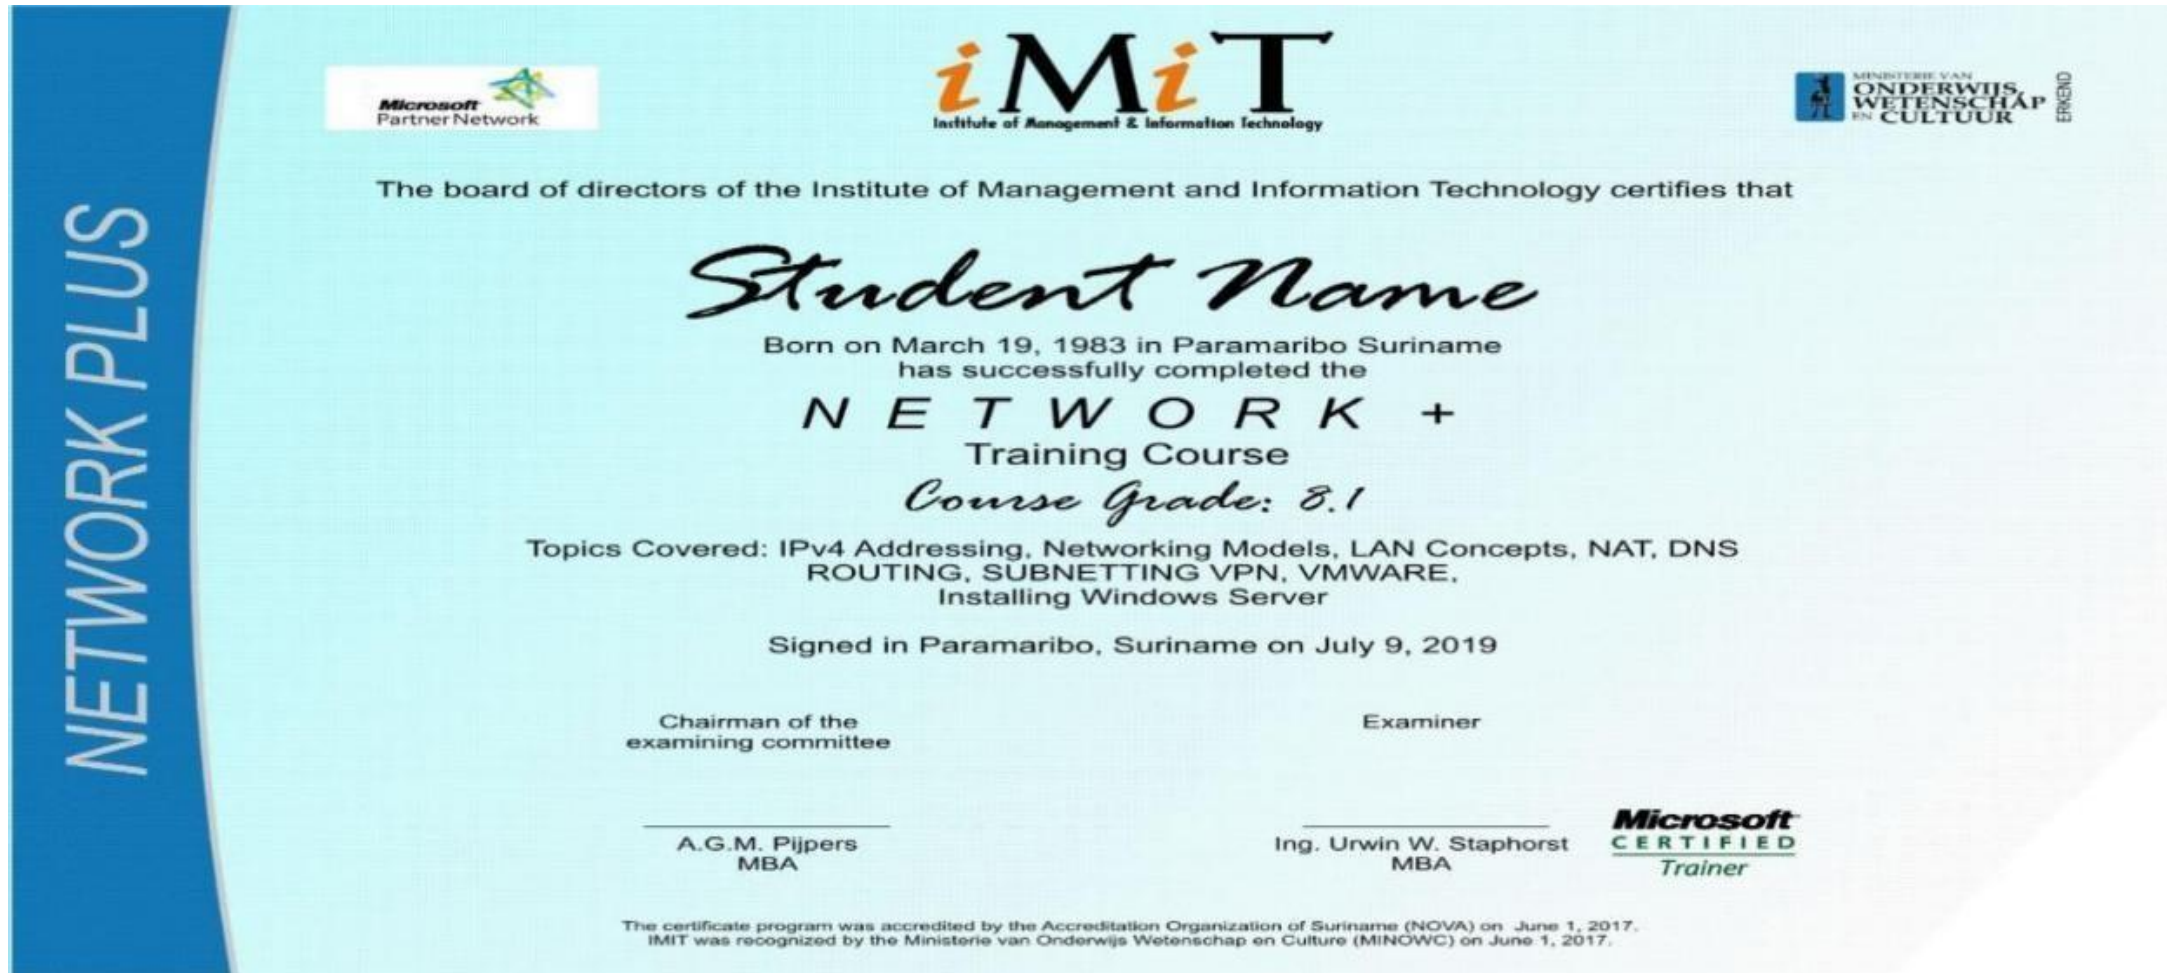 NETWORK PLUS
Microsoft
Partner Network
iMiT
Institute of Management & Information Technology
MINISTERIE VAN
ONDERWIJS,
WETENSCHAP
EN CULTUUR
ERKEND
The board of directors of the Institute of Management and Information Technology certifies that
Student Name
Born on March 19, 1983 in Paramaribo Suriname
has successfully completed the
NETWORK +
Training Course
Course Grade: 8.1
Topics Covered: IPv4 Addressing, Networking Models, LAN Concepts, NAT, DNS
ROUTING, SUBNETTING VPN, VMWARE,
Installing Windows Server
Signed in Paramaribo, Suriname on July 9, 2019
Chairman of the
examining committee
Examiner
A.G.M. Pijpers
MBA
Ing. Urwin W. Staphorst
MBA
Microsoft
CERTIFIED
Trainer
The certificate program was accredited by the Accreditation Organization of Suriname (NOVA) on June 1, 2017.
IMIT was recognized by the Ministerie van Onderwijs Wetenschap en Culture (MINOWC) on June 1, 2017.